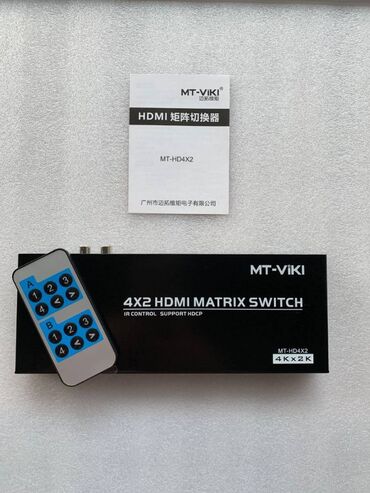 MT-ViKI®
迈拓维矩
HDMI 矩阵切换器
MT-HD4X2
广州市迈拓维矩电子有限公司
MT-ViKI
4X2 HDMI MATRIX SWITCH
IR CONTROL SUPPORT HDCP
MT-HD4X2
4Kx2K
A
1 2 3
4 < >
B
1 2 3
4 < >